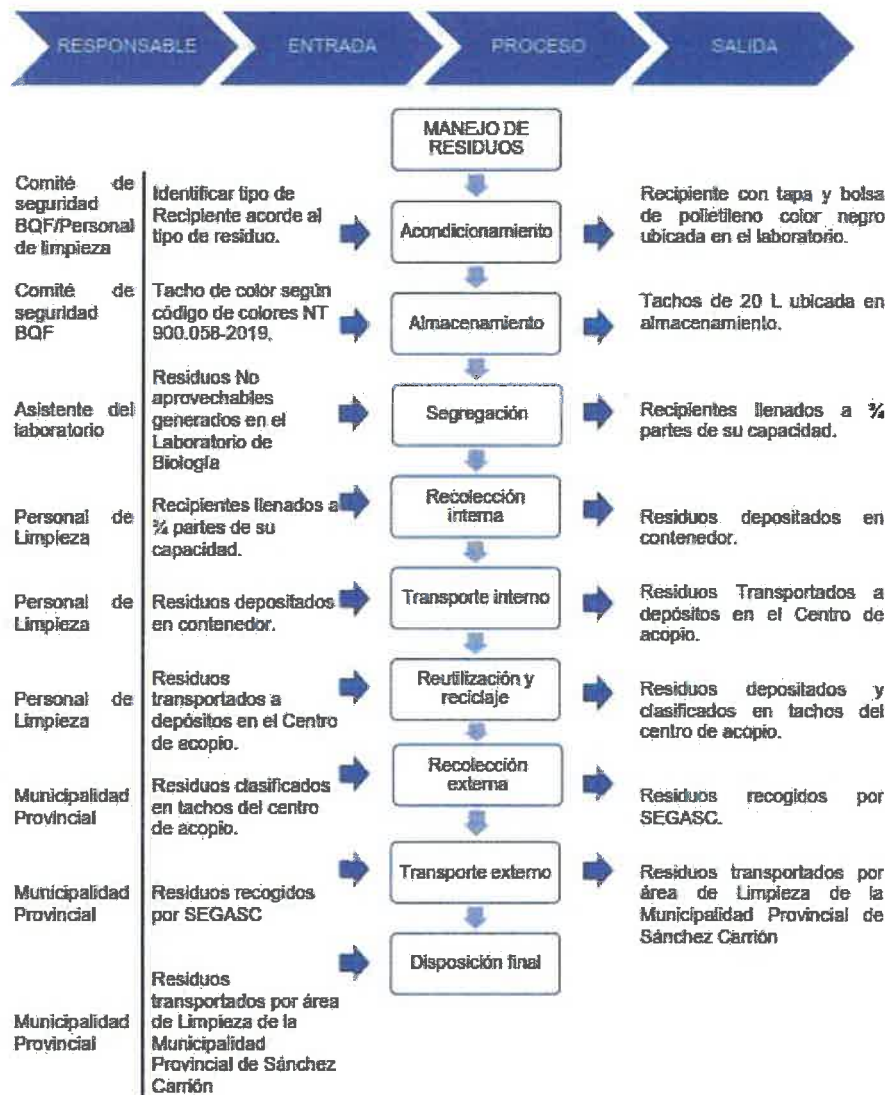 RESPONSABLE ENTRADA PROCESO SALIDA
MANEJO DE
RESIDUOS
Comité de
seguridad
BQF/Personal
de limpieza
Identificar tipo de
Recipiente acorde al
tipo de residuo.
Acondicionamiento
Recipiente con tapa y bolsa
de polietileno color negro
ubicada en el laboratorio.
Comité de
seguridad
BQF
Tacho de color según
código de colores NT
900.058-2019.
Almacenamiento
Tachos de 20 L ubicada en
almacenamiento.
Asistente del
laboratorio
Residuos No
aprovechables
generados en el
Laboratorio de
Biología
Segregación
Recipientes llenados a ¾
partes de su capacidad.
Personal de
Limpieza
Recipientes llenados a
¾ partes de su
capacidad.
Recolección
interna
Residuos depositados en
contenedor.
Personal de
Limpieza
Residuos depositados
en contenedor.
Transporte interno
Residuos Transportados a
depósitos en el Centro de
acopio.
Personal de
Limpieza
Residuos
transportados a
depósitos en el Centro
de acopio.
Reutilización y
reciclaje
Residuos depositados y
clasificados en tachos del
centro de acopio.
Municipalidad
Provincial
Residuos clasificados
en tachos del centro
de acopio.
Recolección
externa
Residuos recogidos por
SEGASC.
Municipalidad
Provincial
Residuos recogidos
por SEGASC
Transporte externo
Residuos transportados por
área de Limpieza de la
Municipalidad Provincial de
Sánchez Carrión
Municipalidad
Provincial
Residuos
transportados por área
de Limpieza de la
Municipalidad
Provincial de Sánchez
Carrión
Disposición final